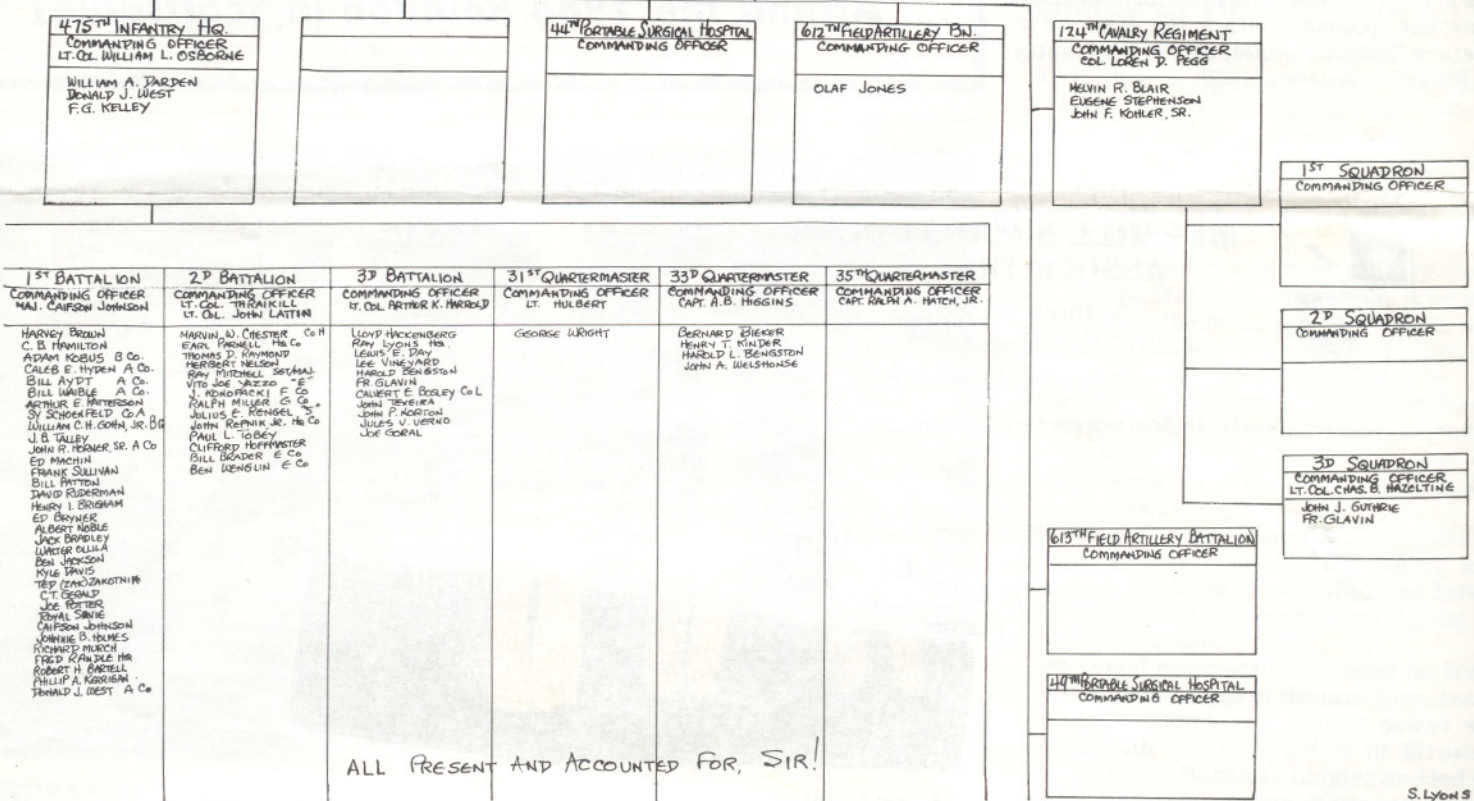 475TH INFANTRY HQ.
COMMANDING OFFICER
LT. COL. WILLIAM L. OSBORNE
WILLIAM A. DARDEN
DONALD J. WEST
F.G. KELLEY
44TH PORTABLE SURGICAL HOSPITAL
COMMANDING OFFICER
612TH FIELD ARTILLERY BN.
COMMANDING OFFICER
OLAF JONES
124TH CAVALRY REGIMENT
COMMANDING OFFICER
COL. LOREN D. PEGG
MELVIN R. BLAIR
EUGENE STEPHENSON
JOHN F. KOHLER, SR.
1ST SQUADRON
COMMANDING OFFICER
2D SQUADRON
COMMANDING OFFICER
3D SQUADRON
COMMANDING OFFICER
LT. COL. CHAS. B. HAZELTINE
JOHN J. GUTHRIE
FR. GLAVIN
613TH FIELD ARTILLERY BATTALION
COMMANDING OFFICER
49TH PORTABLE SURGICAL HOSPITAL
COMMANDING OFFICER
1ST BATTALION
COMMANDING OFFICER
MAJ. CAIFSON JOHNSON
HARVEY BROWN
C. B. HAMILTON
ADAM KOBUS B Co.
CALEB E. HYDEN A Co.
BILL AYDT A Co.
BILL WAIBLE A Co.
ARTHUR E. PATTERSON
SY SCHOENFELD Co A
WILLIAM C.H. GOHN, JR.
J. B. TALLEY
JOHN R. HORNER, SR. A Co
ED MACHIN
FRANK SULLIVAN
BILL PATTON
DAVID RUDERMAN
HENRY I. BRIGHAM
ED BRYNER
ALBERT NOBLE
JACK BRADLEY
WALTER OLLILA
BEN JACKSON
KYLE DAVIS
TED (ZAK) ZAKOTNIK
C.T. GERALD
JOE POTTER
ROYAL
CAIFSON JOHNSON
JOHNNIE B. HOLMES
RICHARD MURCH
FRED RANDLE HQ
ROBERT H. BARTELL
PHILLIP A. KERRIGAN
DONALD J. WEST A Co
2D BATTALION
COMMANDING OFFICER
LT. COL. THRAIKILL
LT. COL. JOHN LATTIN
MARVIN W. CHESTER Co H
EARL PARNELL HQ Co
THOMAS D. RAYMOND
HERBERT NELSON
RAY MITCHELL SGT/MAJ.
VITO JOE YAZZO "E"
J. KONOPACKI F Co
RALPH MILLER G Co
JULIUS E. RENGEL
JOHN REPNIK JR. HQ Co
PAUL L. TOBEY
CLIFFORD HOFFMASTER
BILL BRADER E Co
BEN WENGLIN E Co
3D BATTALION
COMMANDING OFFICER
LT. COL ARTHUR K. HARROLD
LLOYD HACKENBERG
RAY LYONS HQ.
LEWIS E. DAY
LEE VINEYARD
HAROLD BENGSTON
FR. GLAVIN
CALVERT E. BOSLEY Co L
JOHN TEVEIRA
JOHN P. NORTON
JULES V. UERNO
JOE GORAL
31ST QUARTERMASTER
COMMANDING OFFICER
LT. HULBERT
GEORGE WRIGHT
33D QUARTERMASTER
COMMANDING OFFICER
CAPT. A.B. HIGGINS
BERNARD BIEKER
HENRY T. KINDER
HAROLD L. BENGSTON
JOHN A. WELSHONSE
35TH QUARTERMASTER
COMMANDING OFFICER
CAPT. RALPH A. HATCH, JR.
ALL PRESENT AND ACCOUNTED FOR, SIR!
S. LYONS